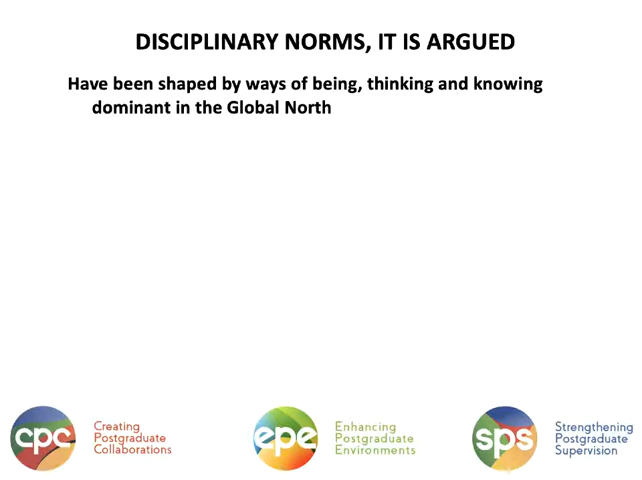 DISCIPLINARY NORMS, IT IS ARGUED
Have been shaped by ways of being, thinking and knowing
dominant in the Global North
cpc
Creating
Postgraduate
Collaborations
epe
Enhancing
Postgraduate
Environments
sps
Strengthening
Postgraduate
Supervision